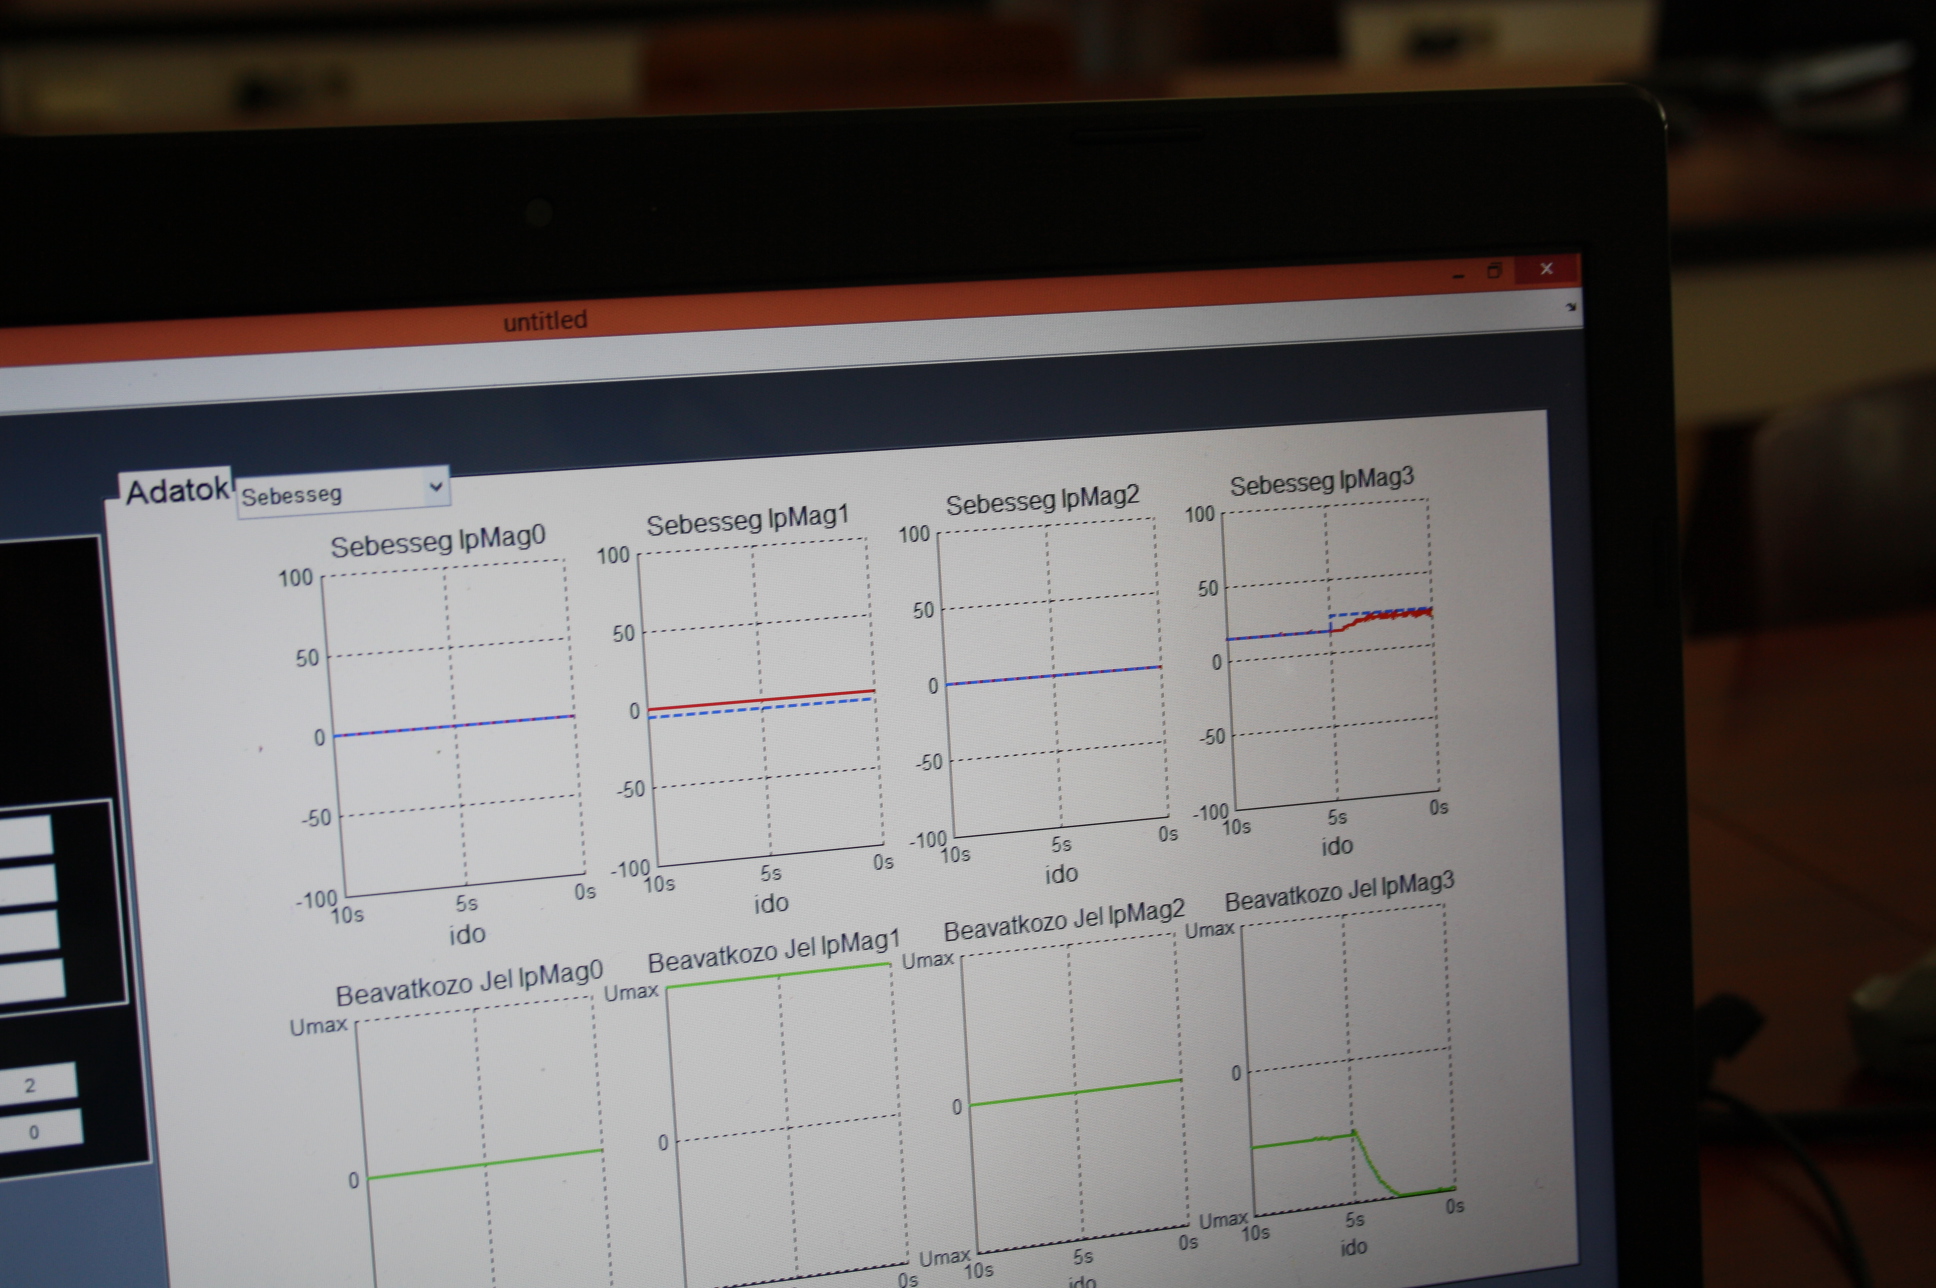 untitled
Adatok
Sebesseg
Sebesseg IpMag0
100
50
0
-50
-100
10s
5s
0s
ido
Sebesseg IpMag1
100
50
0
-50
-100
10s
5s
0s
ido
Sebesseg IpMag2
100
50
0
-50
-100
10s
5s
0s
ido
Sebesseg IpMag3
100
50
0
-50
-100
10s
5s
0s
ido
Beavatkozo Jel IpMag0
Umax
0
Beavatkozo Jel IpMag1
Umax
0
0s
Beavatkozo Jel IpMag2
Umax
0
Umax
10s
5s
0s
ido
Beavatkozo Jel IpMag3
Umax
0
Umax
10s
5s
0s
ido
2
0